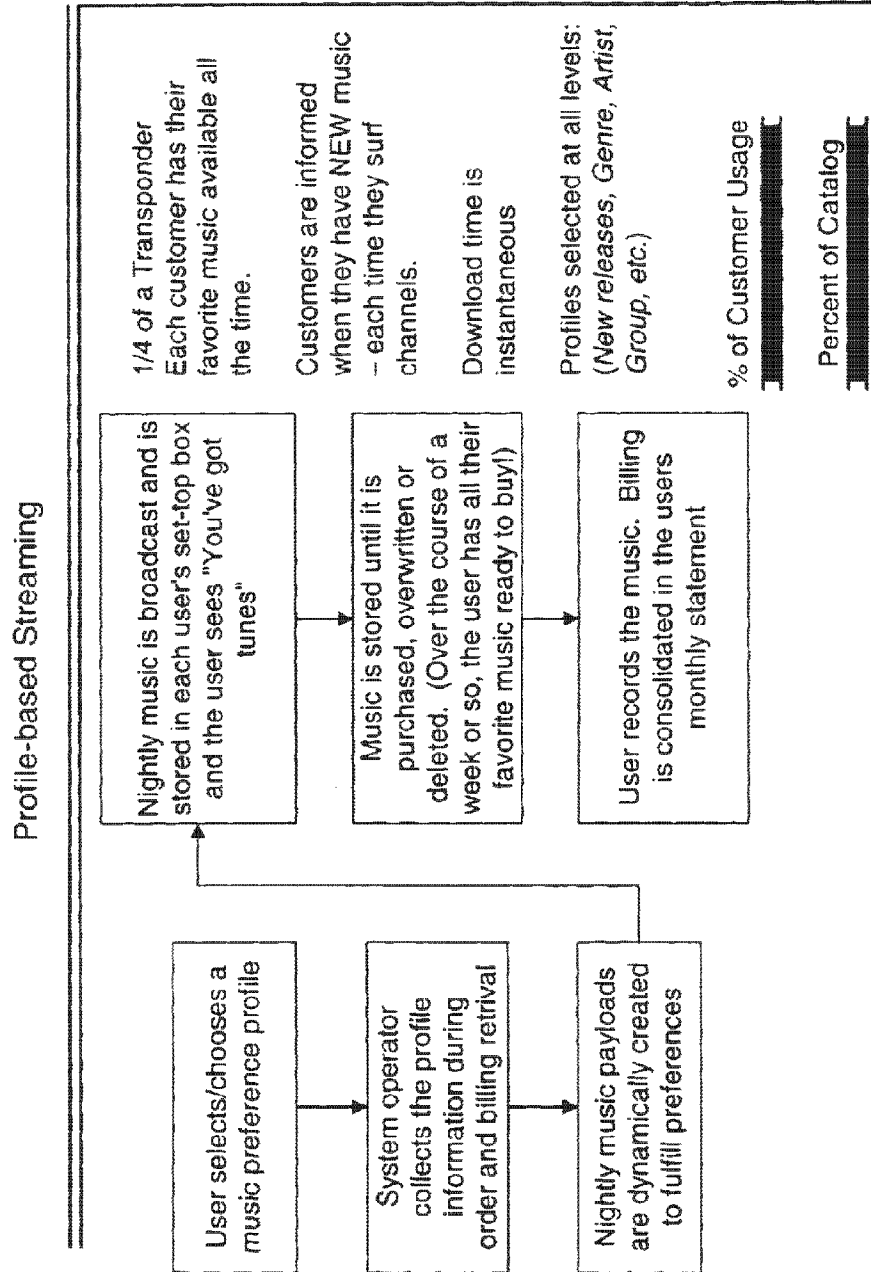 Profile-based Streaming
User selects/chooses a
music preference profile
System operator
collects the profile
information during
order and billing retrival
Nightly music payloads
are dynamically created
to fulfill preferences
Nightly music is broadcast and is
stored in each user's set-top box
and the user sees "You've got
tunes"
Music is stored until it is
purchased, overwritten or
deleted. (Over the course of a
week or so, the user has all their
favorite music ready to buy!)
User records the music. Billing
is consolidated in the users
monthly statement
1/4 of a Transponder
Each customer has their
favorite music available all
the time.
Customers are informed
when they have NEW music
– each time they surf
channels.
Download time is
instantaneous
Profiles selected at all levels:
(New releases, Genre, Artist,
Group, etc.)
% of Customer Usage
Percent of Catalog